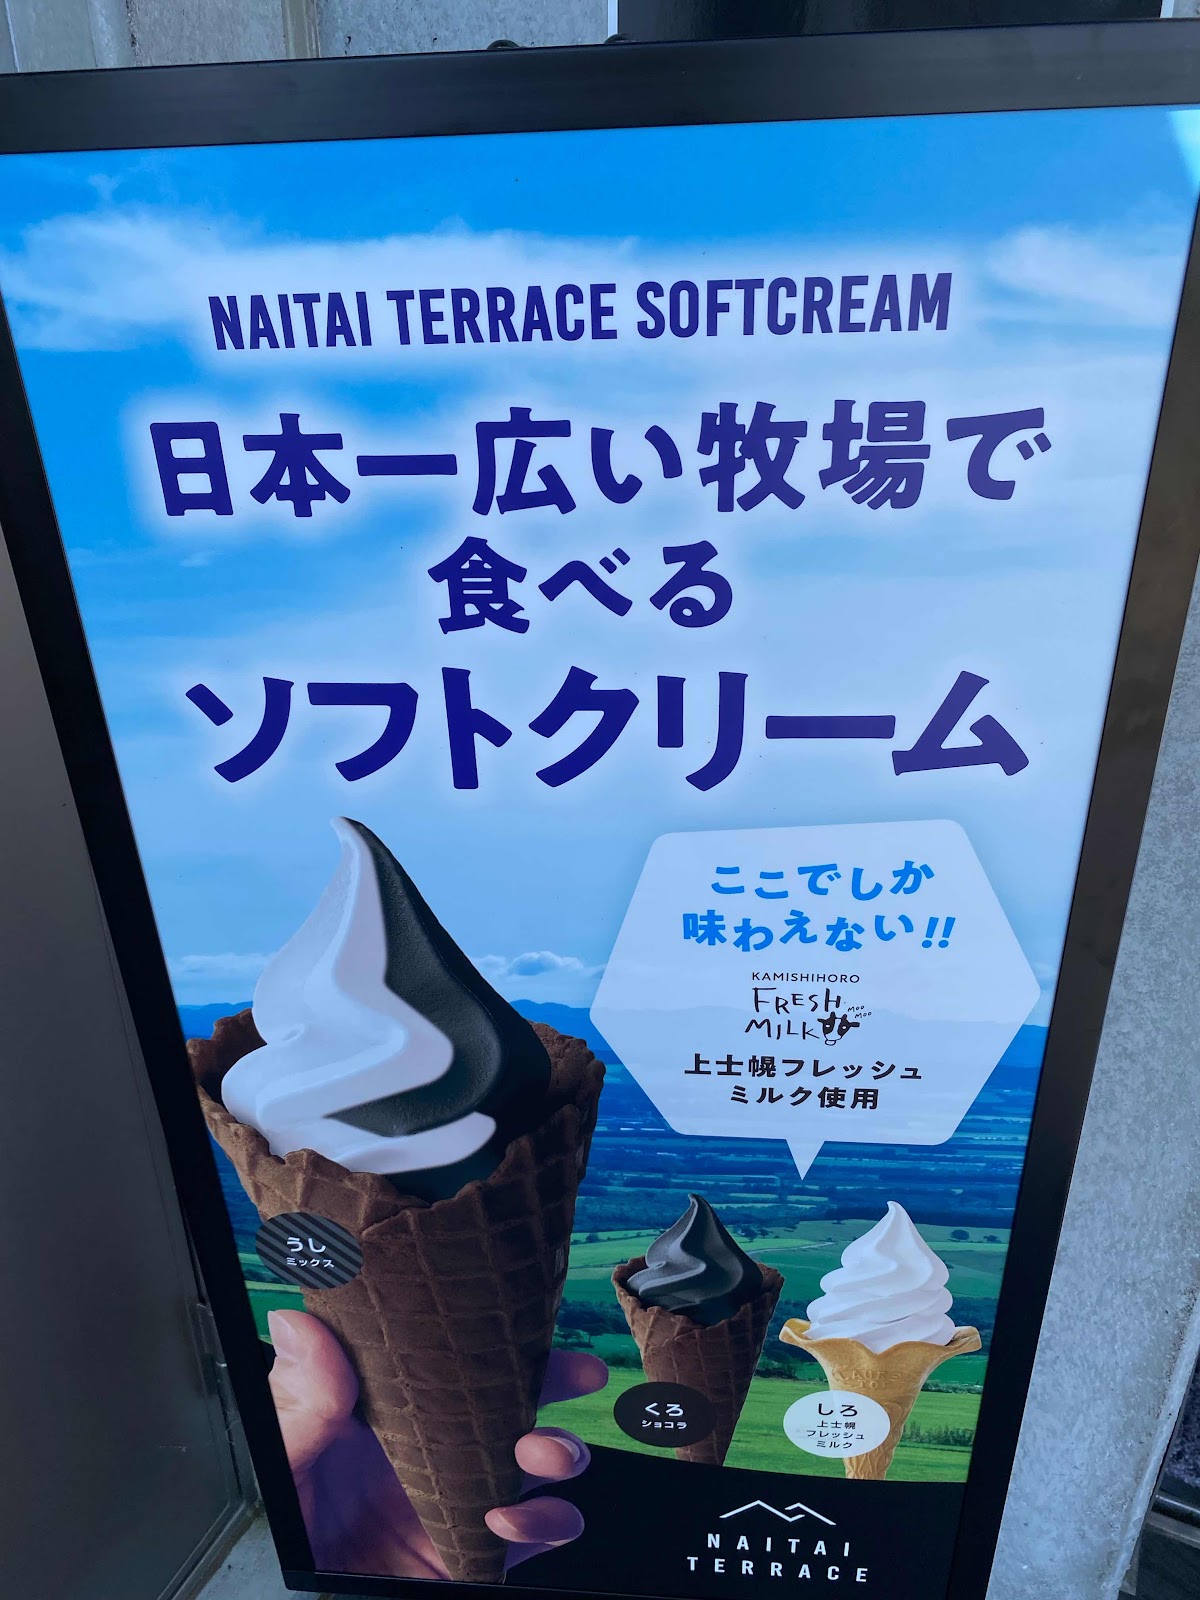 NAITAI TERRACE SOFTCREAM
日本一広い牧場で
食べる
ソフトクリーム
ここでしか
味わえない!!
KAMISHIHORO
FRESH
MILK
MOO
MOO
上士幌フレッシュ
ミルク使用
うし
ミックス
くろ
ショコラ
しろ
上士幌
フレッシュ
ミルク
NAITAI
TERRACE